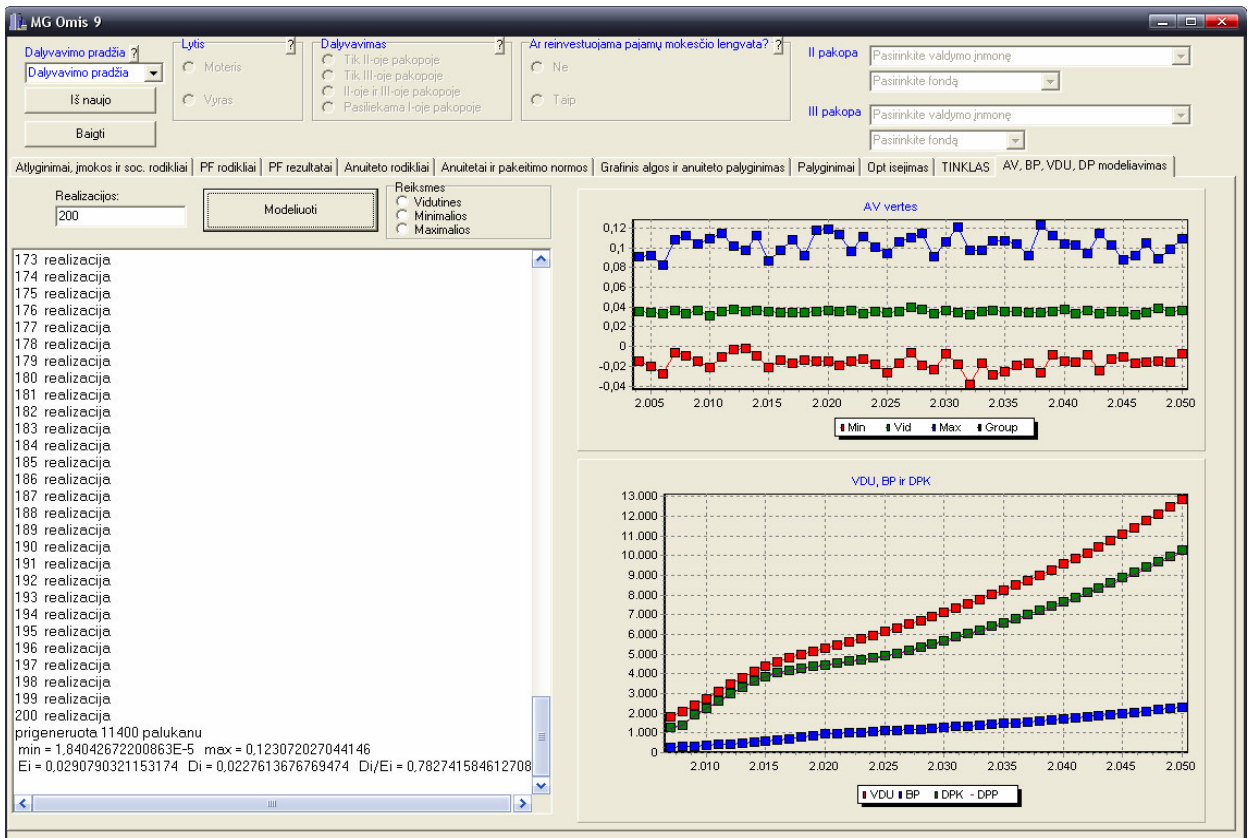 MG Omis 9
Dalyvavimo pradžia ?
Dalyvavimo pradžia
Iš naujo
Baigti
Lytis ?
Moteris
Vyras
Dalyvavimas ?
Tik II-oje pakopoje
Tik III-oje pakopoje
II-oje ir III-oje pakopoje
Pasiliekama I-oje pakopoje
Ar reinvestuojama pajamų mokesčio lengvata? ?
Ne
Taip
II pakopa
Pasirinkite valdymo įnmonę
Pasirinkite fondą
III pakopa
Pasirinkite valdymo įnmonę
Pasirinkite fondą
Atlyginimai, įmokos ir soc. rodikliai
PF rodikliai
PF rezultatai
Anuiteto rodikliai
Anuitetai ir pakeitimo normos
Grafinis algos ir anuiteto palyginimas
Palyginimai
Opt isejimas
TINKLAS
AV, BP, VDU, DP modeliavimas
Realizacijos:
200
Modeliuoti
Reiksmes
Vidutines
Minimalios
Maximalios
173 realizacija
174 realizacija
175 realizacija
176 realizacija
177 realizacija
178 realizacija
179 realizacija
180 realizacija
181 realizacija
182 realizacija
183 realizacija
184 realizacija
185 realizacija
186 realizacija
187 realizacija
188 realizacija
189 realizacija
190 realizacija
191 realizacija
192 realizacija
193 realizacija
194 realizacija
195 realizacija
196 realizacija
197 realizacija
198 realizacija
199 realizacija
200 realizacija
prigeneruota 11400 palukanu
min = 1,84042672200863E-5 max = 0,123072027044146
Ei = 0,0290790321153174 Di = 0,0227613676769474 Di/Ei = 0,782741584612708
AV vertes
0,12
0,1
0,08
0,06
0,04
0,02
0
-0,02
-0,04
2.005 2.010 2.015 2.020 2.025 2.030 2.035 2.040 2.045 2.050
Min Vid Max Group
VDU, BP ir DPK
13.000
12.000
11.000
10.000
9.000
8.000
7.000
6.000
5.000
4.000
3.000
2.000
1.000
0
2.010 2.015 2.020 2.025 2.030 2.035 2.040 2.045 2.050
VDU BP DPK - DPP